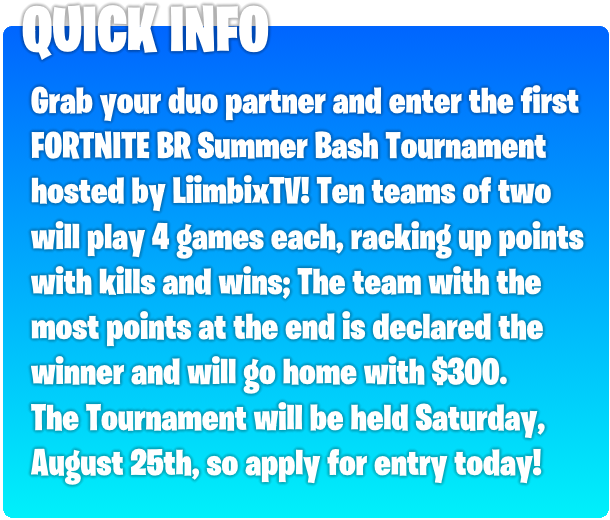 QUICK INFO
Grab your duo partner and enter the first
FORTNITE BR Summer Bash Tournament
hosted by LiimbixTV! Ten teams of two
will play 4 games each, racking up points
with kills and wins; The team with the
most points at the end is declared the
winner and will go home with $300.
The Tournament will be held Saturday,
August 25th, so apply for entry today!